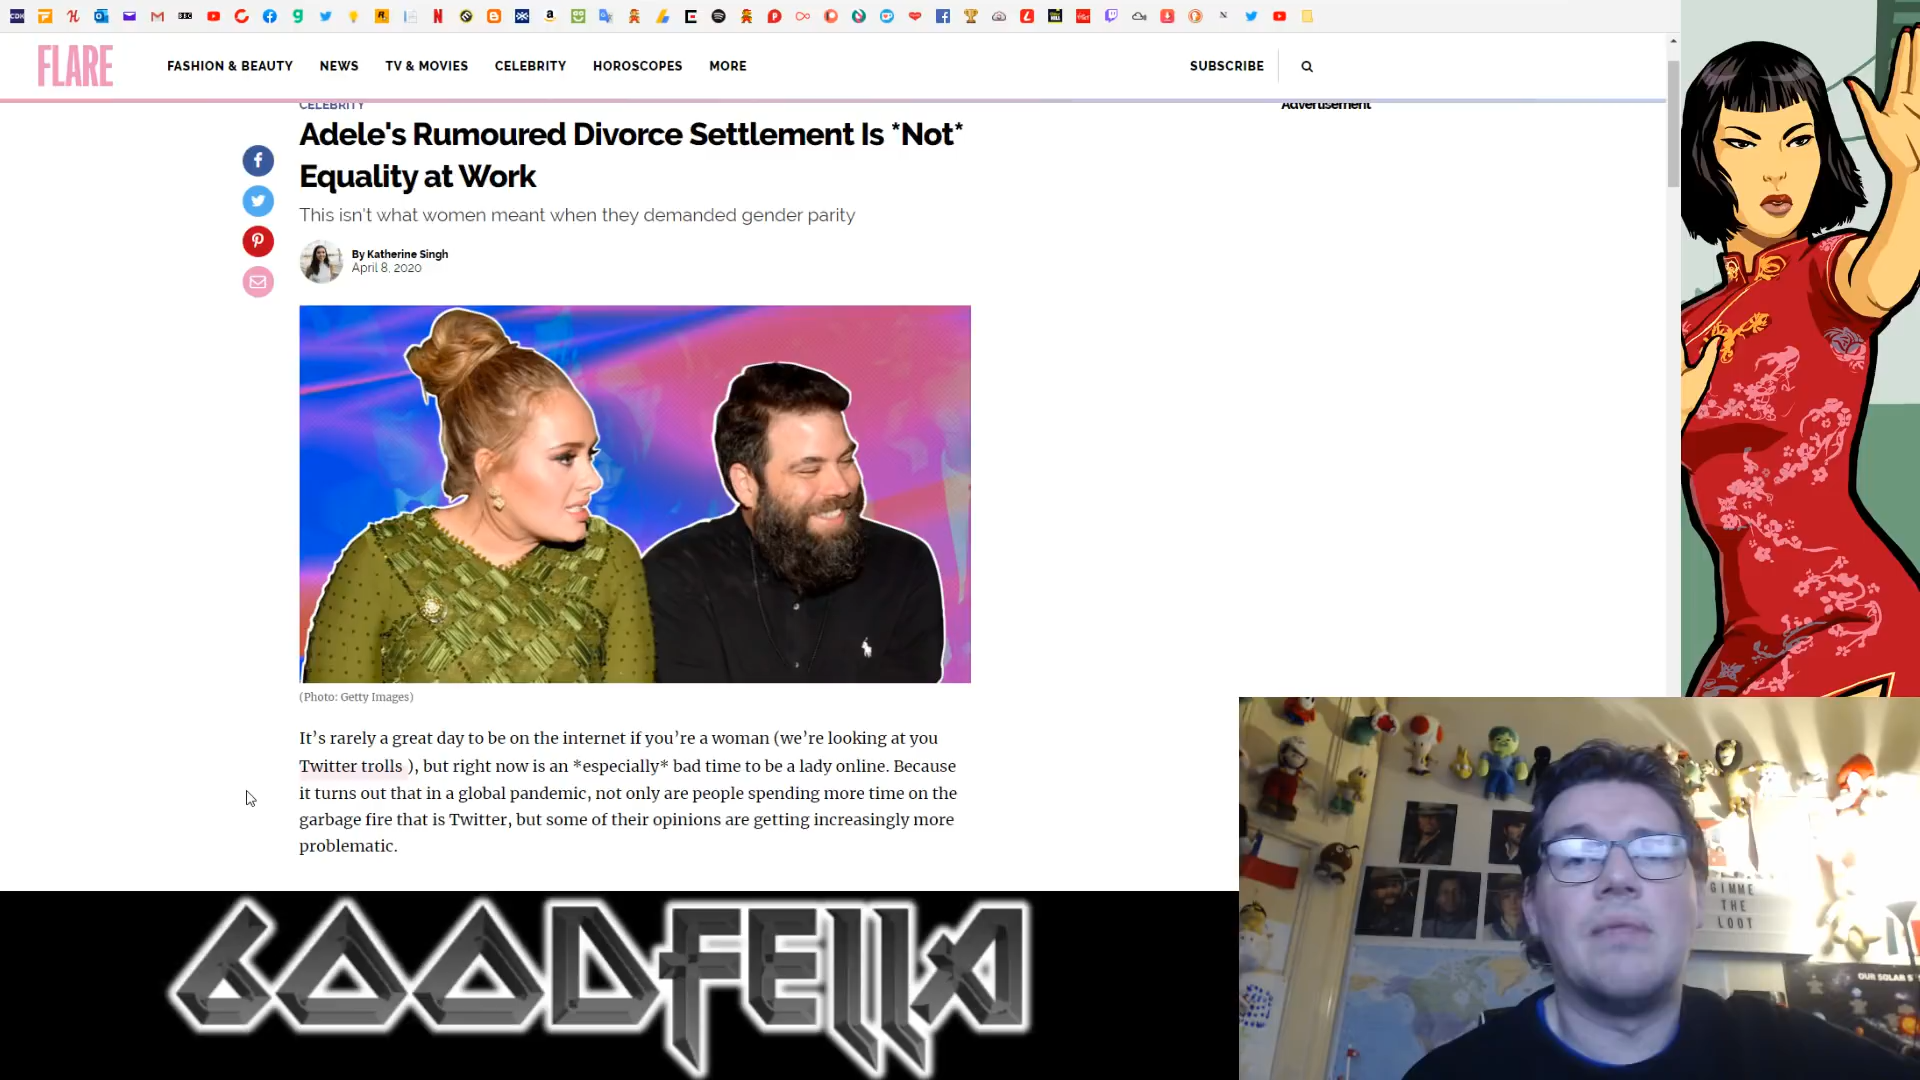 FLARE
FASHION & BEAUTY NEWS TV & MOVIES CELEBRITY HOROSCOPES MORE SUBSCRIBE
CELEBRITY
Advertisement
Adele's Rumoured Divorce Settlement Is *Not*
Equality at Work
This isn't what women meant when they demanded gender parity
By Katherine Singh
April 8, 2020
(Photo: Getty Images)
It's rarely a great day to be on the internet if you're a woman (we're looking at you
Twitter trolls ), but right now is an *especially* bad time to be a lady online. Because
it turns out that in a global pandemic, not only are people spending more time on the
garbage fire that is Twitter, but some of their opinions are getting increasingly more
problematic.
GOODFELLA
GIMME
THE
LOOT